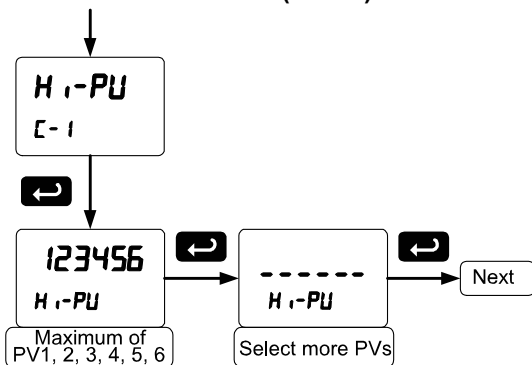 Hi-PV
C-1
123456
Hi-PV
Maximum of
PV1, 2, 3, 4, 5, 6
------
Hi-PV
Select more PVs
Next